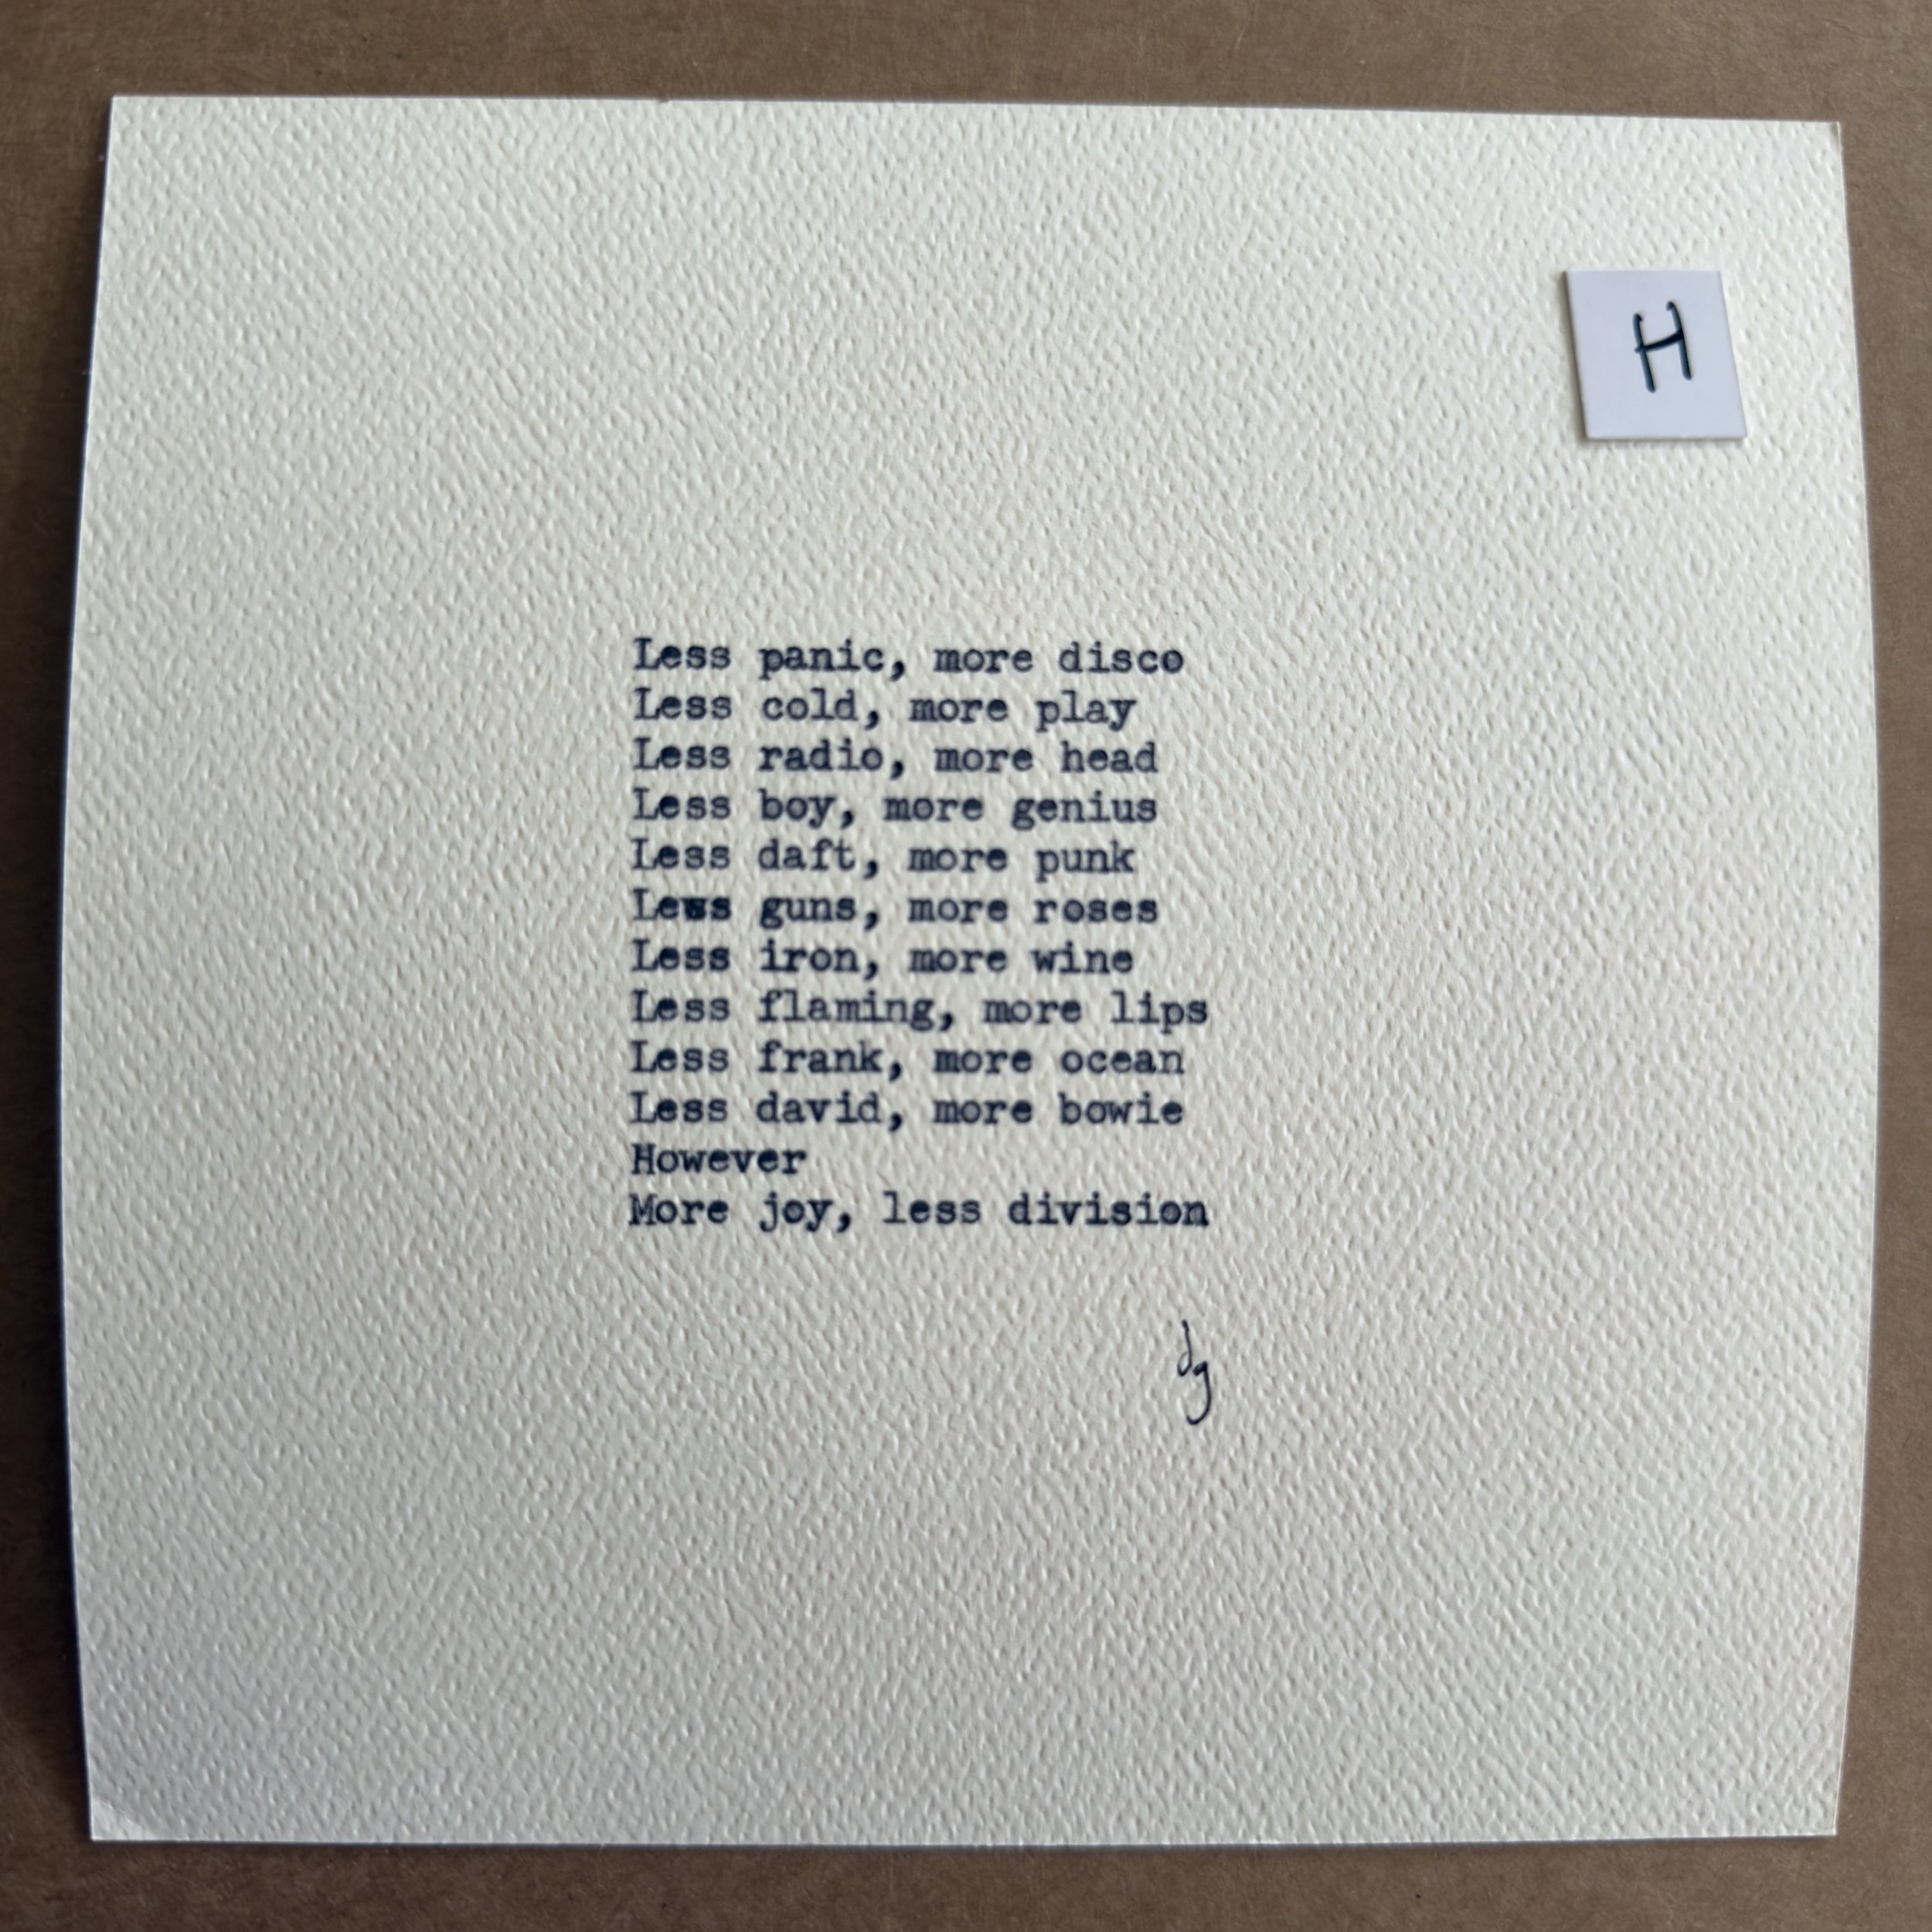 H
Less panic, more disco
Less cold, more play
Less radio, more head
Less boy, more genius
Less daft, more punk
Less guns, more roses
Less iron, more wine
Less flaming, more lips
Less frank, more ocean
Less david, more bowie
However
More joy, less division
dg